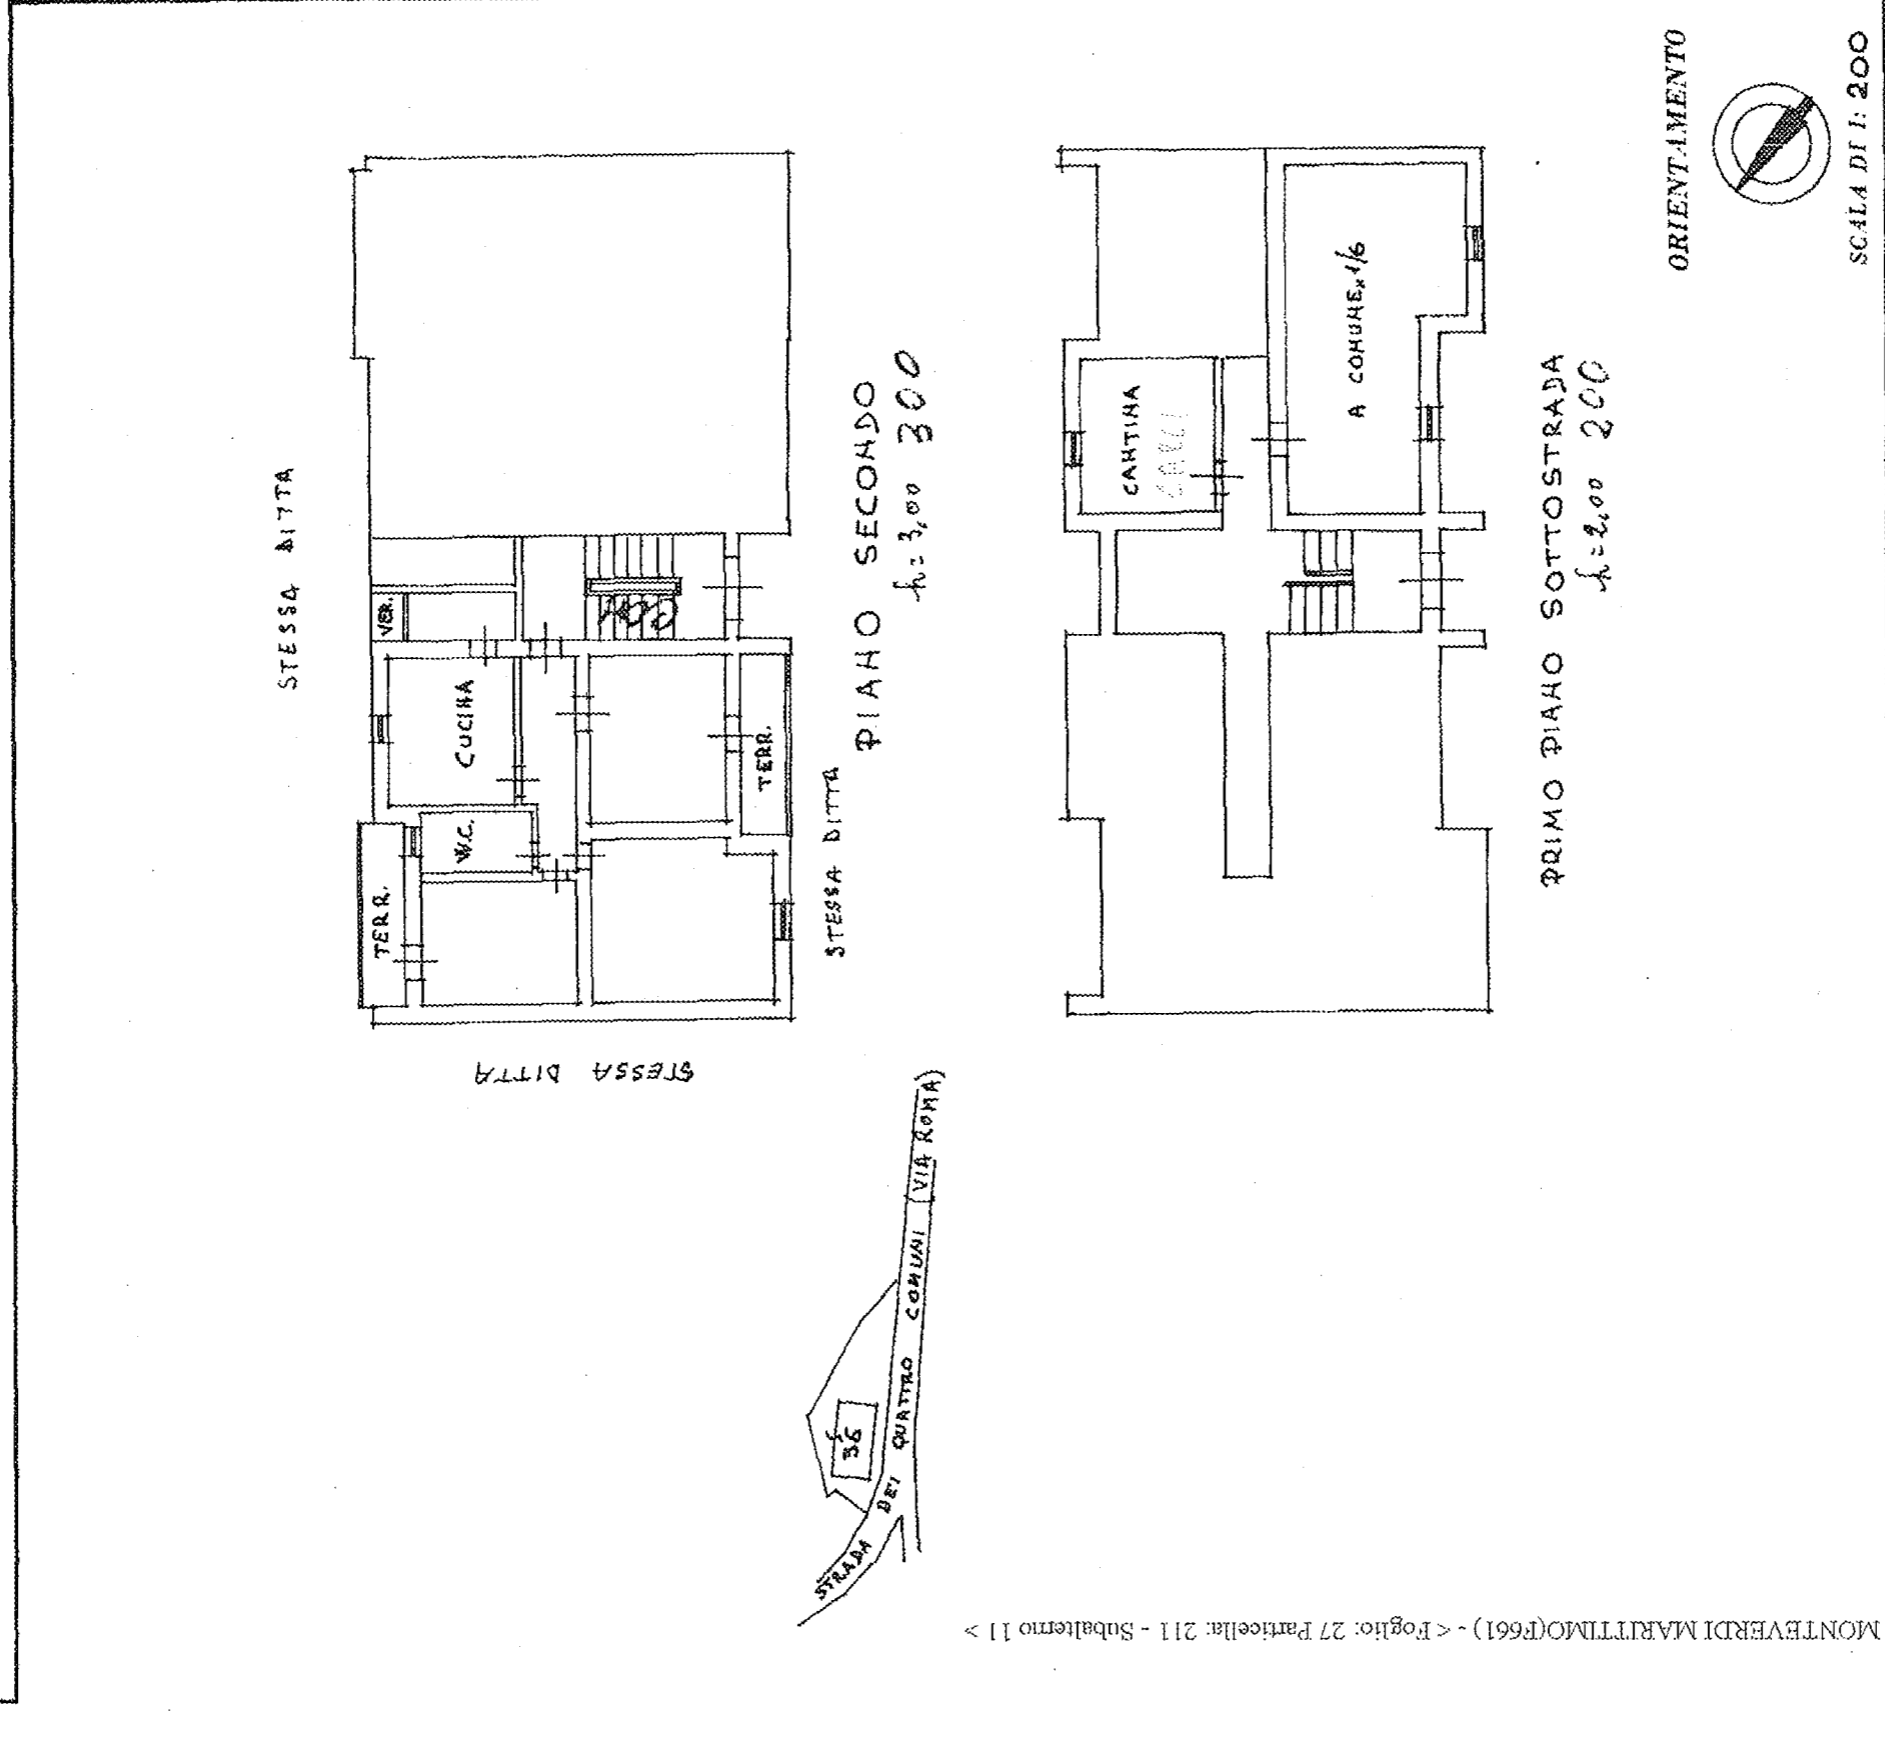 STESSA DITTA
VER.
CUCINA
W.C.
TERR.
TERR.
STESSA DITTA
STESSA DITTA
PIANO SECONDO
h=3,00 300
CANTINA
A COMUNE x 1/6
PRIMO PIANO SOTTOSTRADA
h=2,00 200
ORIENTAMENTO
SCALA DI 1: 200
STRADA DEI QUATTRO COMUNI (VIA ROMA)
MONTEVERDI MARITTIMO(F661) - < Foglio: 27 Particella: 211 - Subalterno 11 >